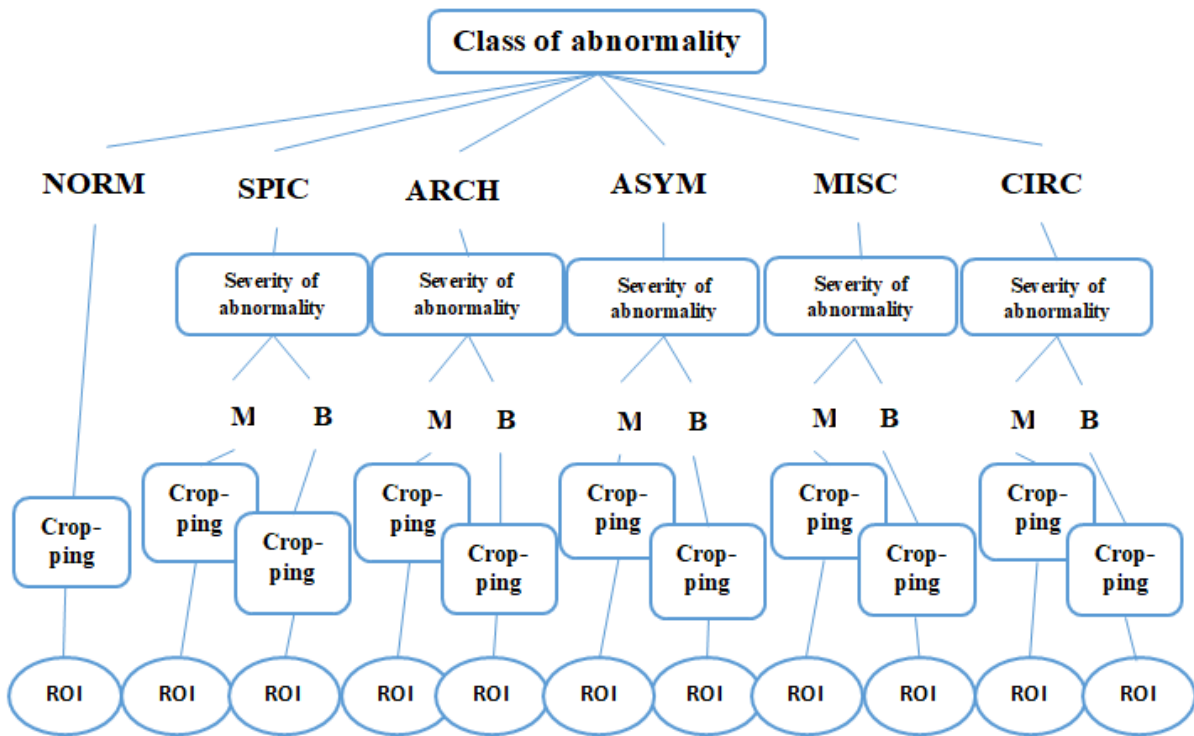 Class of abnormality
NORM
SPIC
ARCH
ASYM
MISC
CIRC
Severity of
abnormality
Severity of
abnormality
Severity of
abnormality
Severity of
abnormality
Severity of
abnormality
M
B
M
B
M
B
M
B
M
B
Crop-
ping
Crop-
ping
Crop-
ping
Crop-
ping
Crop-
ping
Crop-
ping
Crop-
ping
Crop-
ping
Crop-
ping
Crop-
ping
Crop-
ping
ROI
ROI
ROI
ROI
ROI
ROI
ROI
ROI
ROI
ROI
ROI